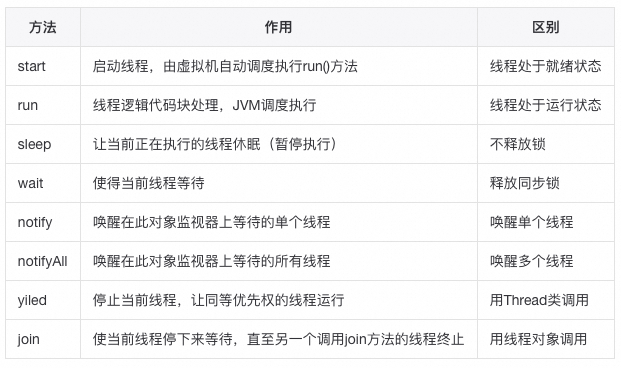 方法 作用 区别
start 启动线程，由虚拟机自动调度执行run()方法 线程处于就绪状态
run 线程逻辑代码块处理，JVM调度执行 线程处于运行状态
sleep 让当前正在执行的线程休眠（暂停执行） 不释放锁
wait 使得当前线程等待 释放同步锁
notify 唤醒在此对象监视器上等待的单个线程 唤醒单个线程
notifyAll 唤醒在此对象监视器上等待的所有线程 唤醒多个线程
yiled 停止当前线程，让同等优先权的线程运行 用Thread类调用
join 使当前线程停下来等待，直至另一个调用join方法的线程终止 用线程对象调用